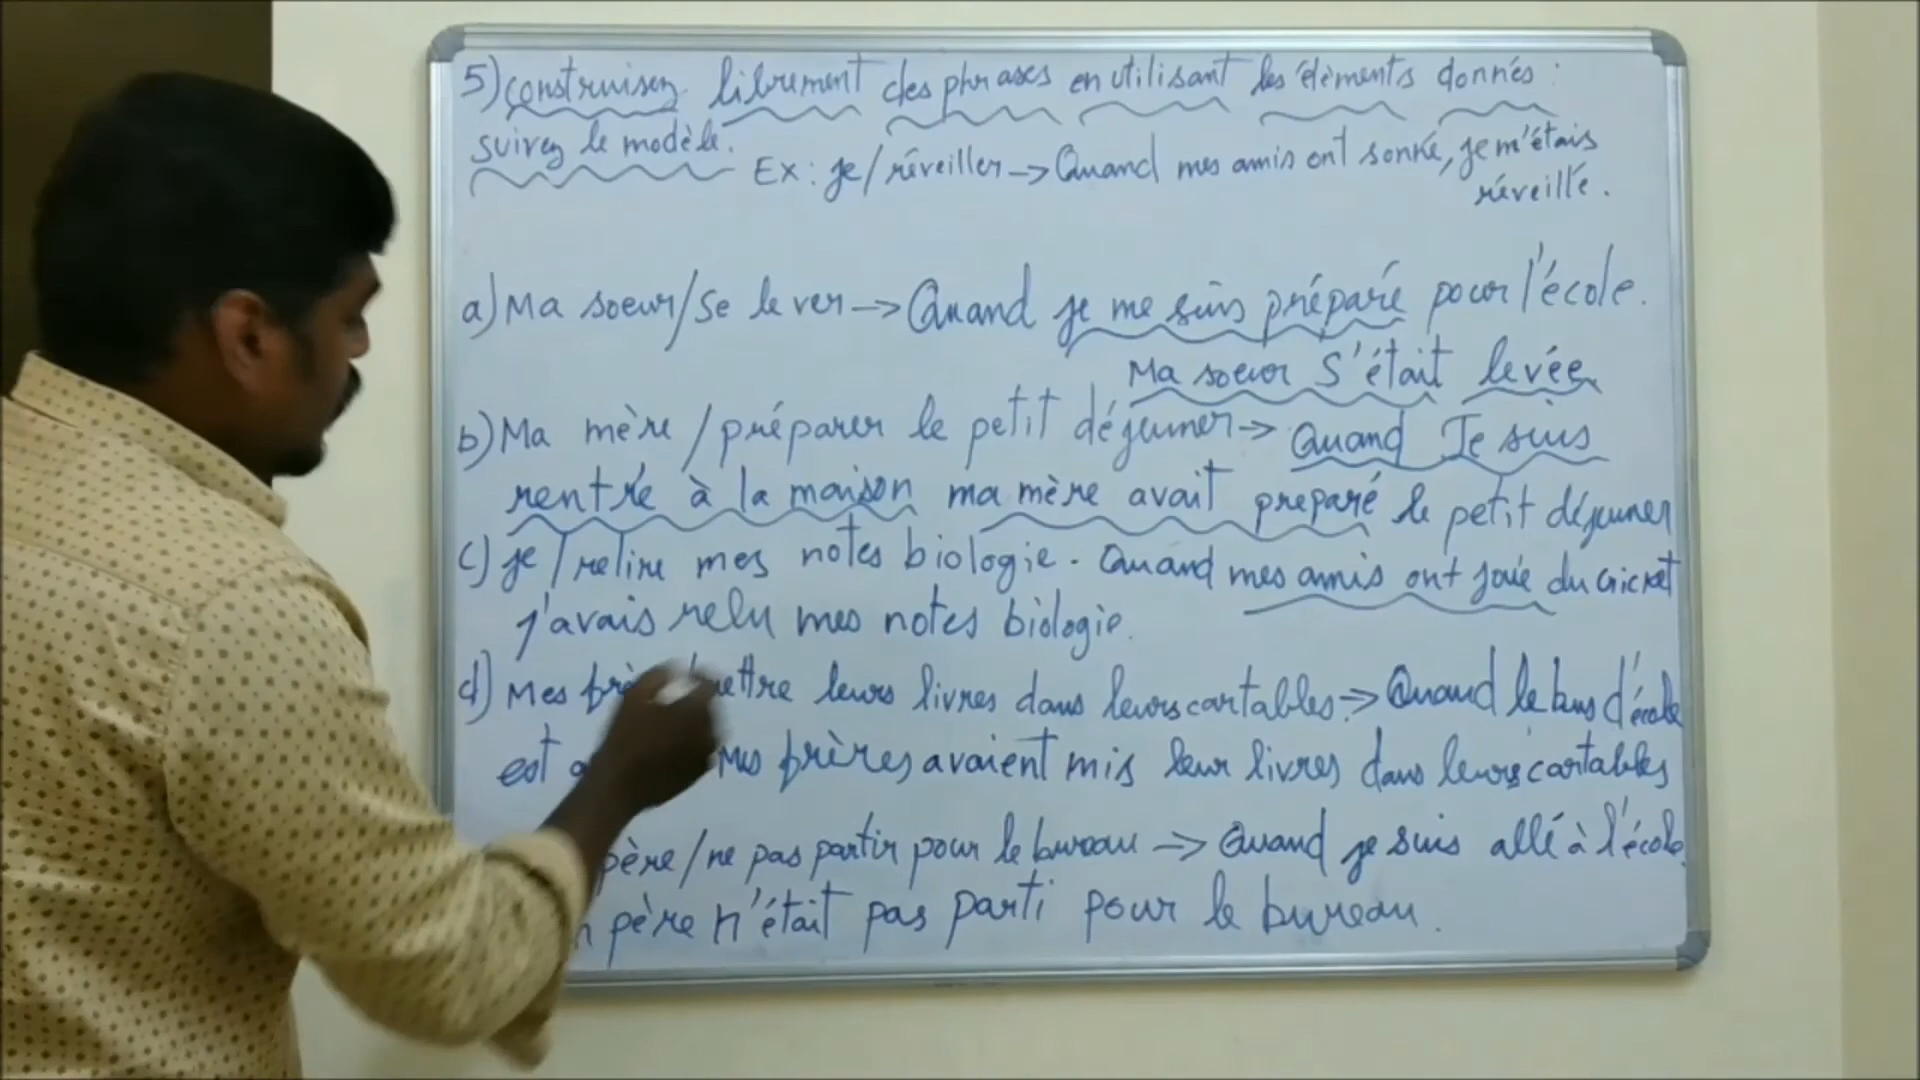 5) construisez librement des phrases en utilisant les éléments donnés :
suivez le modèle.
Ex : je/réveiller -> Quand mes amis ont sonné, je m'étais
réveillé.
a) Ma soeur/se lever -> Quand je me suis préparé pour l'école.
Ma soeur s'était levée
b) Ma mère / préparer le petit déjeuner -> Quand Je suis
rentré à la maison ma mère avait preparé le petit déjeuner
c) je / relire mes notes biologie. Quand mes amis ont joué du cricket
j'avais relu mes notes biologie.
d) Mes leurs livres dans leurs cartables. -> Quand le bus d'école
est Mes frères avaient mis leur livres dans leurs cartables
père/ne pas partir pour le bureau -> Quand je suis allé à l'école
père n'était pas parti pour le bureau.